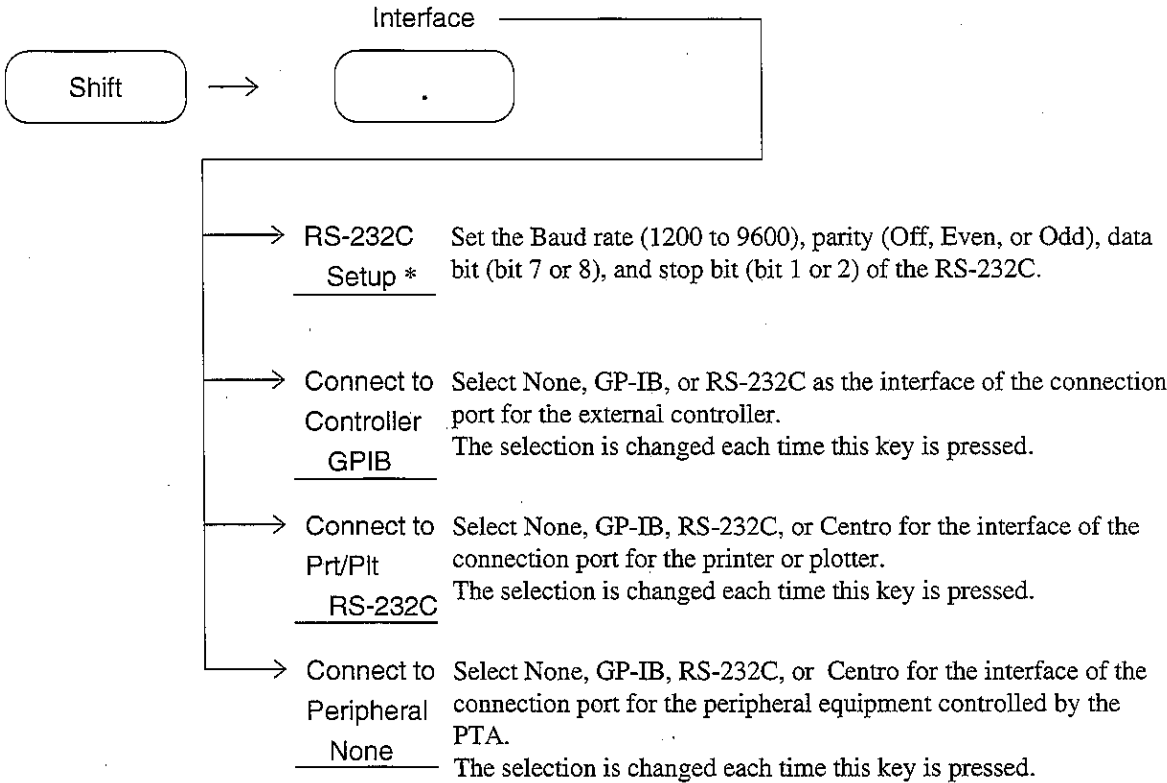 Interface
Shift
.
RS-232C
Setup *
Set the Baud rate (1200 to 9600), parity (Off, Even, or Odd), data
bit (bit 7 or 8), and stop bit (bit 1 or 2) of the RS-232C.
Connect to
Controller
GPIB
Select None, GP-IB, or RS-232C as the interface of the connection
port for the external controller.
The selection is changed each time this key is pressed.
Connect to
Prt/Plt
RS-232C
Select None, GP-IB, RS-232C, or Centro for the interface of the
connection port for the printer or plotter.
The selection is changed each time this key is pressed.
Connect to
Peripheral
None
Select None, GP-IB, RS-232C, or Centro for the interface of the
connection port for the peripheral equipment controlled by the
PTA.
The selection is changed each time this key is pressed.